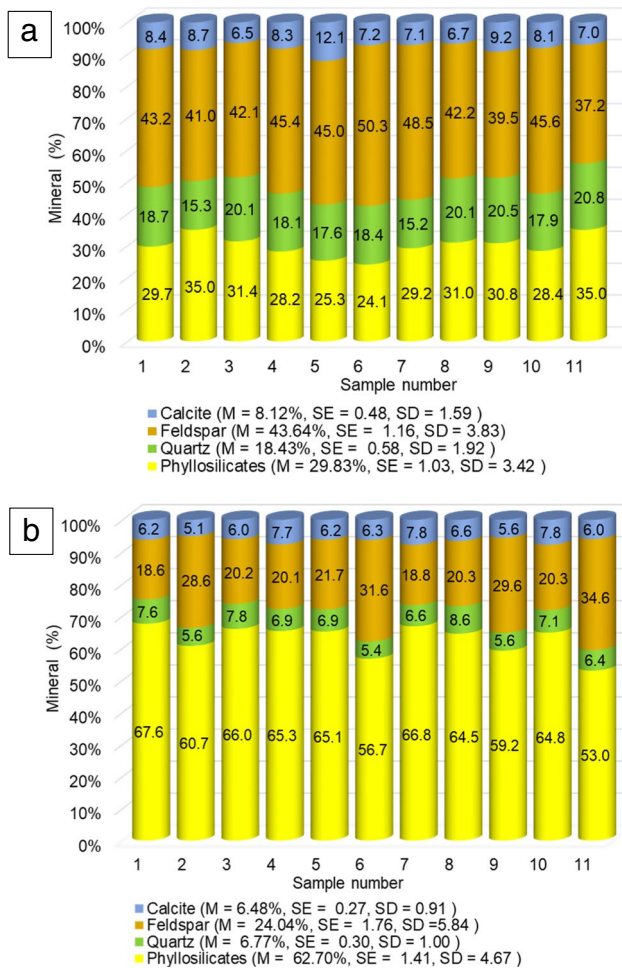 a
100%
8.4 8.7 6.5 8.3 12.1 7.2 7.1 6.7 9.2 8.1 7.0
90%
80%
70%
43.2 41.0 42.1 45.4 45.0 50.3 48.5 42.2 39.5 45.6 37.2
60%
50%
40%
18.7 15.3 20.1 18.1 17.6 18.4 15.2 20.1 20.5 17.9 20.8
30%
20%
29.7 35.0 31.4 28.2 25.3 24.1 29.2 31.0 30.8 28.4 35.0
10%
0%
Mineral (%)
1 2 3 4 5 6 7 8 9 10 11
Sample number
Calcite (M = 8.12%, SE = 0.48, SD = 1.59 )
Feldspar (M = 43.64%, SE = 1.16, SD = 3.83)
Quartz (M = 18.43%, SE = 0.58, SD = 1.92 )
Phyllosilicates (M = 29.83%, SE = 1.03, SD = 3.42 )
b
100%
6.2 5.1 6.0 7.7 6.2 6.3 7.8 6.6 5.6 7.8 6.0
90%
18.6 28.6 20.2 20.1 21.7 31.6 18.8 20.3 29.6 20.3 34.6
80%
70%
7.6 5.6 7.8 6.9 6.9 5.4 6.6 8.6 5.6 7.1 6.4
60%
50%
40%
30%
67.6 60.7 66.0 65.3 65.1 56.7 66.8 64.5 59.2 64.8 53.0
20%
10%
0%
Mineral (%)
1 2 3 4 5 6 7 8 9 10 11
Sample number
Calcite (M = 6.48%, SE = 0.27, SD = 0.91 )
Feldspar (M = 24.04%, SE = 1.76, SD =5.84 )
Quartz (M = 6.77%, SE = 0.30, SD = 1.00 )
Phyllosilicates (M = 62.70%, SE = 1.41, SD = 4.67 )